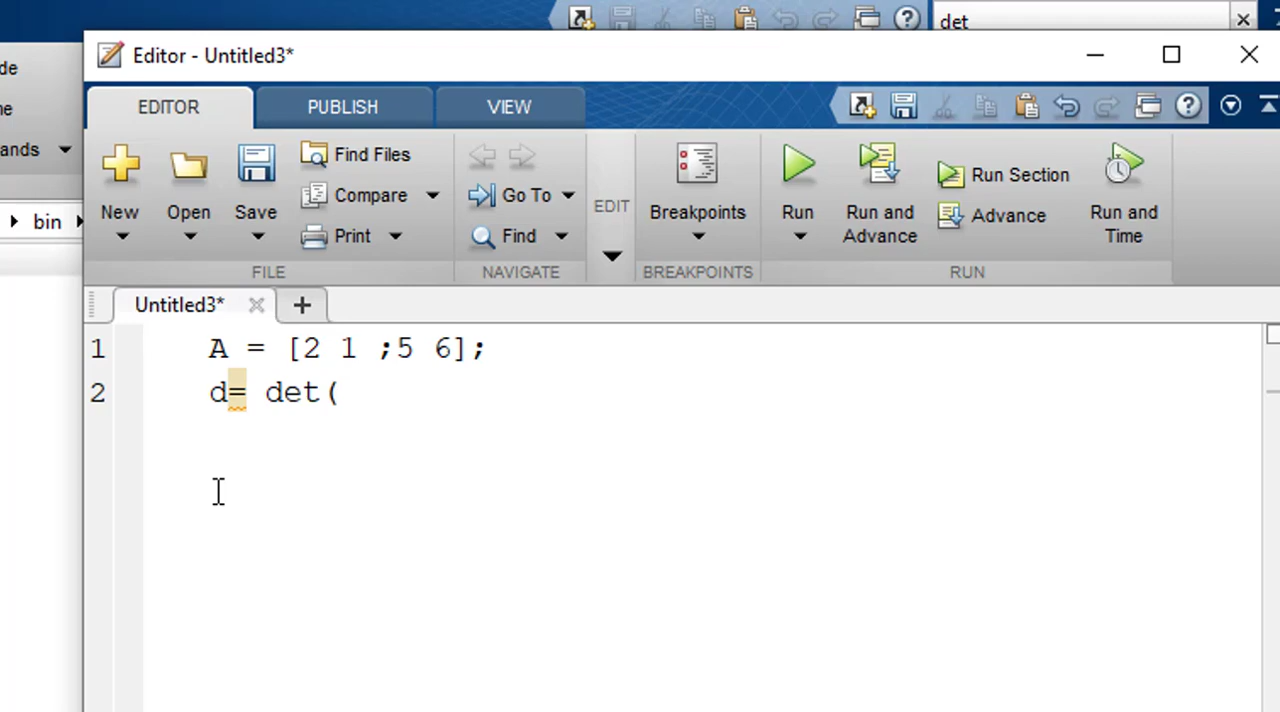 det
Editor - Untitled3*
de
EDITOR PUBLISH VIEW
me
ands
Find Files
Compare Go To
New Open Save Print Find
EDIT
Breakpoints
Run Run and Advance Run Section Advance Run and Time
bin
FILE NAVIGATE BREAKPOINTS RUN
Untitled3*
1 A = [2 1 ;5 6];
2 d= det(